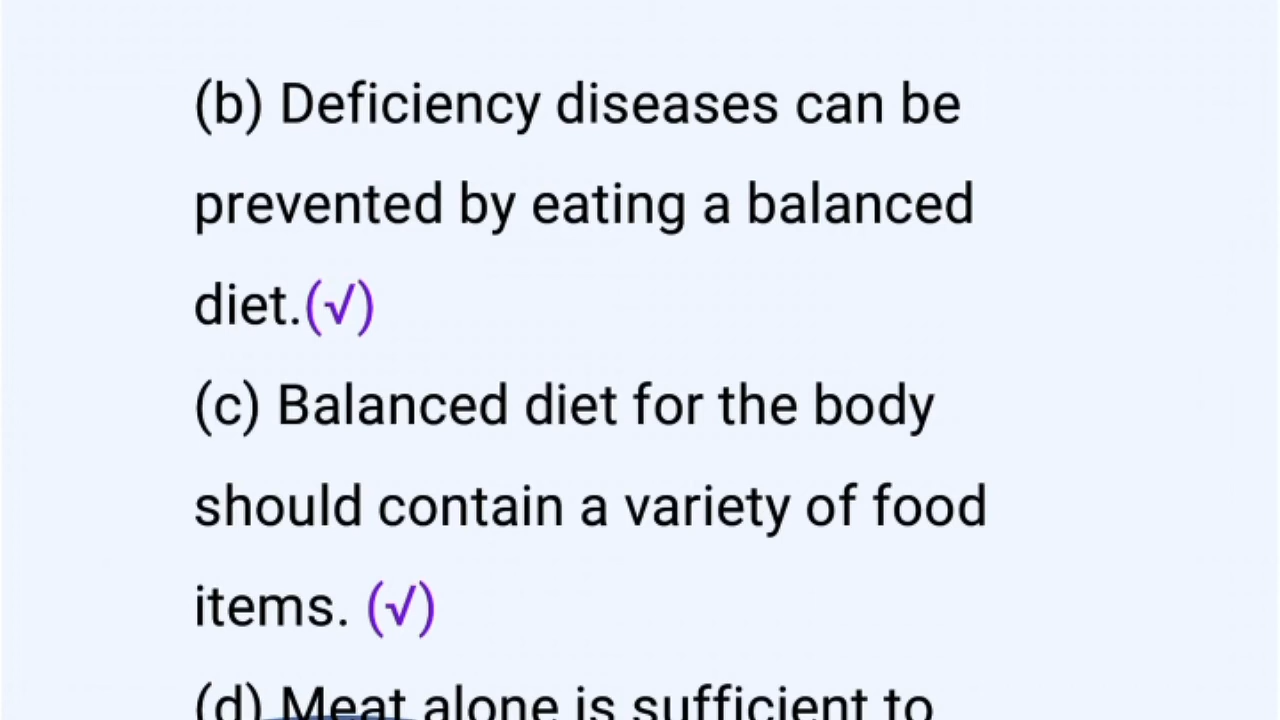 (b) Deficiency diseases can be
prevented by eating a balanced
diet.(√)
(c) Balanced diet for the body
should contain a variety of food
items. (√)
(d) Meat alone is sufficient to